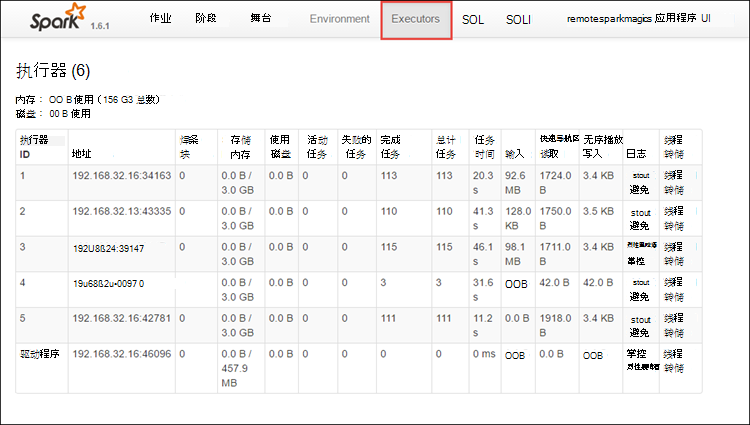 Spark 1.6.1 作业 阶段 舞台 Environment Executors SOL SOLI remotesparkmagics 应用程序 UI
执行器 (6)
内存： OO B 使用（156 G3 总数）
磁盘： 00 B 使用
执行器 存储 使用 活动 失败的 完成 总计 任务 无序播放 线程
ID 地址 块 内存 磁盘 任务 任务 任务 任务 时间 输入 读取 写入 日志 转储
1 192.168.32.16:34163 0 0.0 B / 0.0 B 0 0 113 113 20.3 92.6 1724.0 3.4 KB stout 线程
3.0 GB s MB B 避免 转储
2 192.168.32.13:43335 0 0.0 B / 0.0 B 0 0 110 110 41.3 128.0 1750.0 3.5 KB stout 线程
3.0 GB s KB B 避免 转储
3 192U8ß24:39147 0 0.0 B / 0.0 B 0 0 115 115 46.1 98.1 1711.0 3.4 KB 线程
3.0 GB s MB B 掌控 转储
4 19u68ß2u•0097 0 0 0.0 B / 0.0 B 0 0 3 3 31.6 OOB 42.0 B 42.0 B stout 线程
3.0 GB s 避免 转储
5 192.168.32.16:42781 0 0.0 B / 0.0 B 0 0 111 111 11.2 0.0 B 1918.0 3.4 KB stout 线程
3.0 GB s B 避免 转储
驱动程序 192.168.32.16:46096 0 0.0 B / 0.0 B 0 0 0 0 0 ms OOB 0.0 B OOB 掌控 线程
457.9 转储
MB